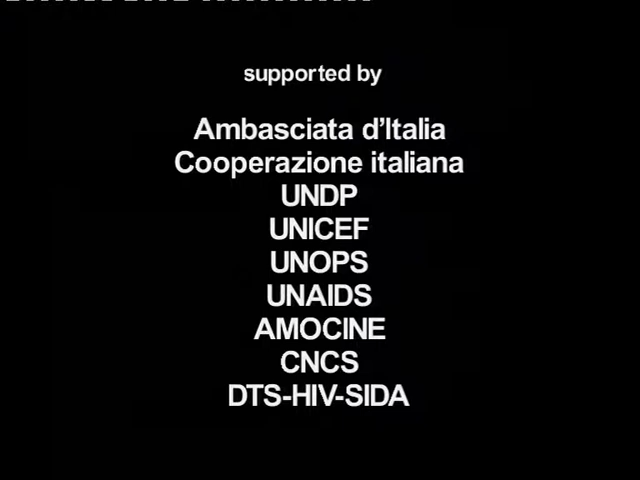 supported by
Ambasciata d'Italia
Cooperazione italiana
UNDP
UNICEF
UNOPS
UNAIDS
AMOCINE
CNCS
DTS-HIV-SIDA